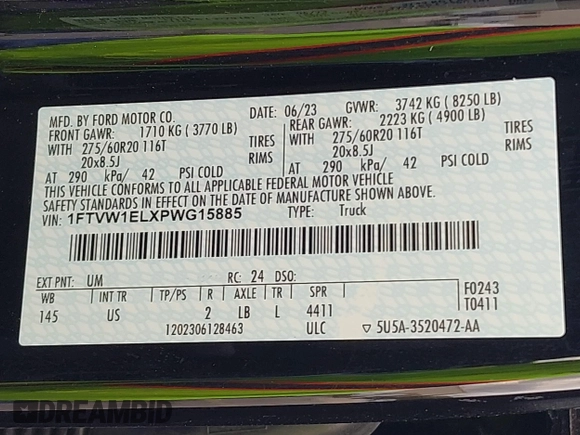 MFD. BY FORD MOTOR CO. DATE: 06/23 GVWR: 3742 KG ( 8250 LB)
FRONT GAWR: 1710 KG ( 3770 LB) REAR GAWR: 2223 KG ( 4900 LB)
WITH 275/60R20 116T TIRES WITH 275/60R20 116T TIRES
20x8.5J RIMS 20x8.5J RIMS
AT 290 kPa/ 42 PSI COLD AT 290 kPa/ 42 PSI COLD
THIS VEHICLE CONFORMS TO ALL APPLICABLE FEDERAL MOTOR VEHICLE
SAFETY STANDARDS IN EFFECT ON THE DATE OF MANUFACTURE SHOWN ABOVE.
VIN: 1FTVW1ELXPWG15885 TYPE: Truck
EXT PNT: UM RC: 24 DSO: F0243
WB INT TR TP/PS R AXLE TR SPR T0411
145 US 2 LB L 4411
1202306128463 ULC ▽ 5U5A-3520472-AA
DREAMBID